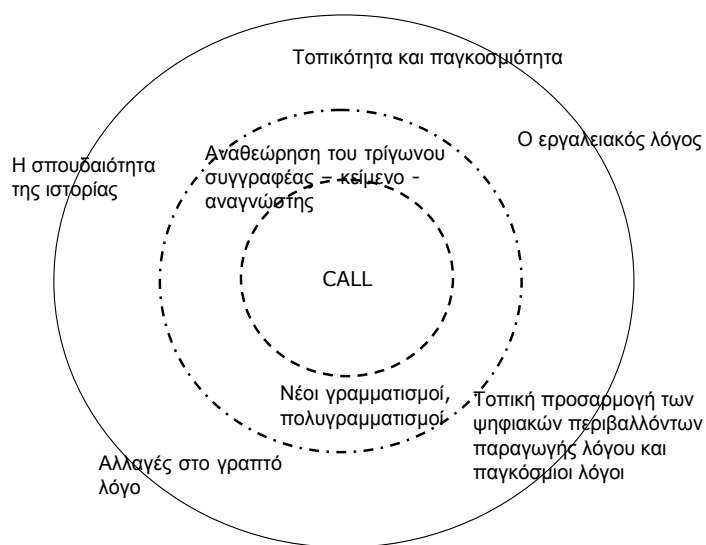 Τοπικότητα και παγκοσμιότητα
Ο εργαλειακός λόγος
Η σπουδαιότητα
της ιστορίας
Αναθεώρηση του τρίγωνου
συγγραφέας – κείμενο -
αναγνώστης
CALL
Νέοι γραμματισμοί,
πολυγραμματισμοί
Τοπική προσαρμογή των
ψηφιακών περιβαλλόντων
παραγωγής λόγου και
παγκόσμιοι λόγοι
Αλλαγές στο γραπτό
λόγο